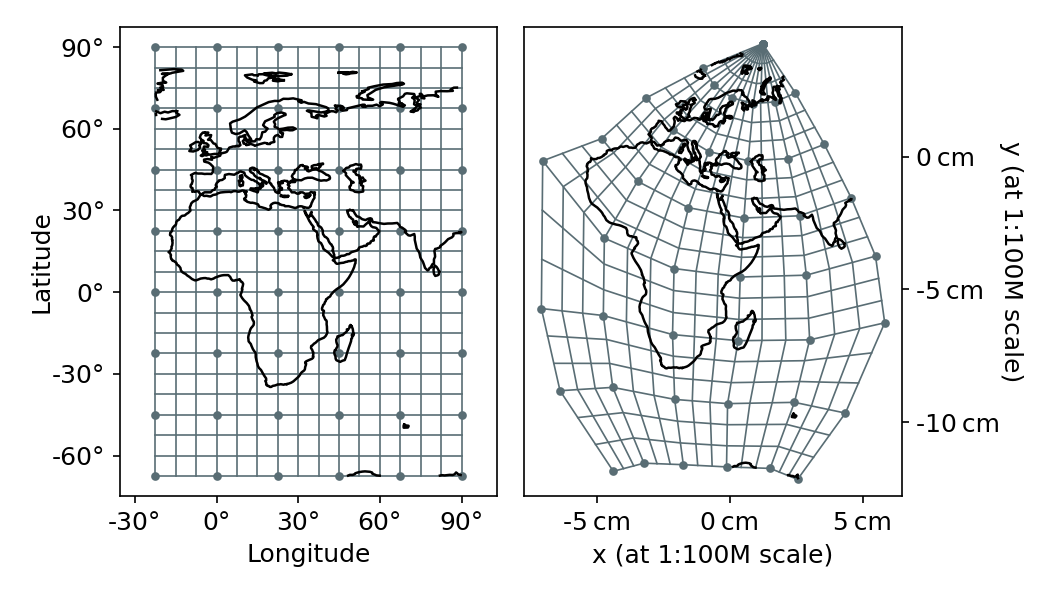 90°
60°
30°
0°
-30°
-60°
Latitude
-30°
0°
30°
60°
90°
Longitude
-5 cm
0 cm
5 cm
x (at 1:100M scale)
0 cm
-5 cm
-10 cm
y (at 1:100M scale)